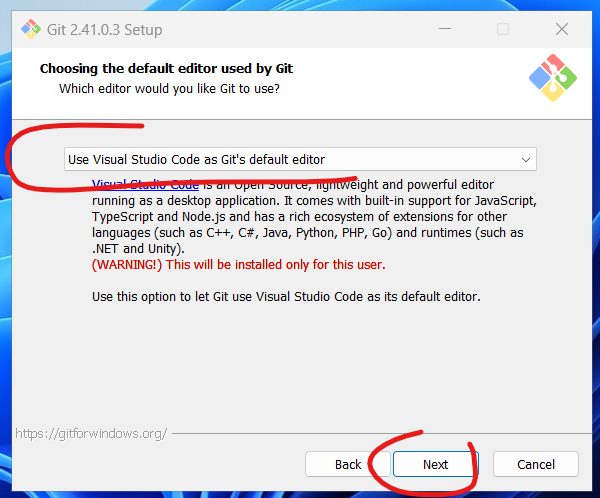 Git 2.41.0.3 Setup
Choosing the default editor used by Git
Which editor would you like Git to use?
Use Visual Studio Code as Git's default editor
Visual Studio Code is an Open Source, lightweight and powerful editor
running as a desktop application. It comes with built-in support for JavaScript,
TypeScript and Node.js and has a rich ecosystem of extensions for other
languages (such as C++, C#, Java, Python, PHP, Go) and runtimes (such as
.NET and Unity).
(WARNING!) This will be installed only for this user.
Use this option to let Git use Visual Studio Code as its default editor.
https://gitforwindows.org/
Back Next Cancel